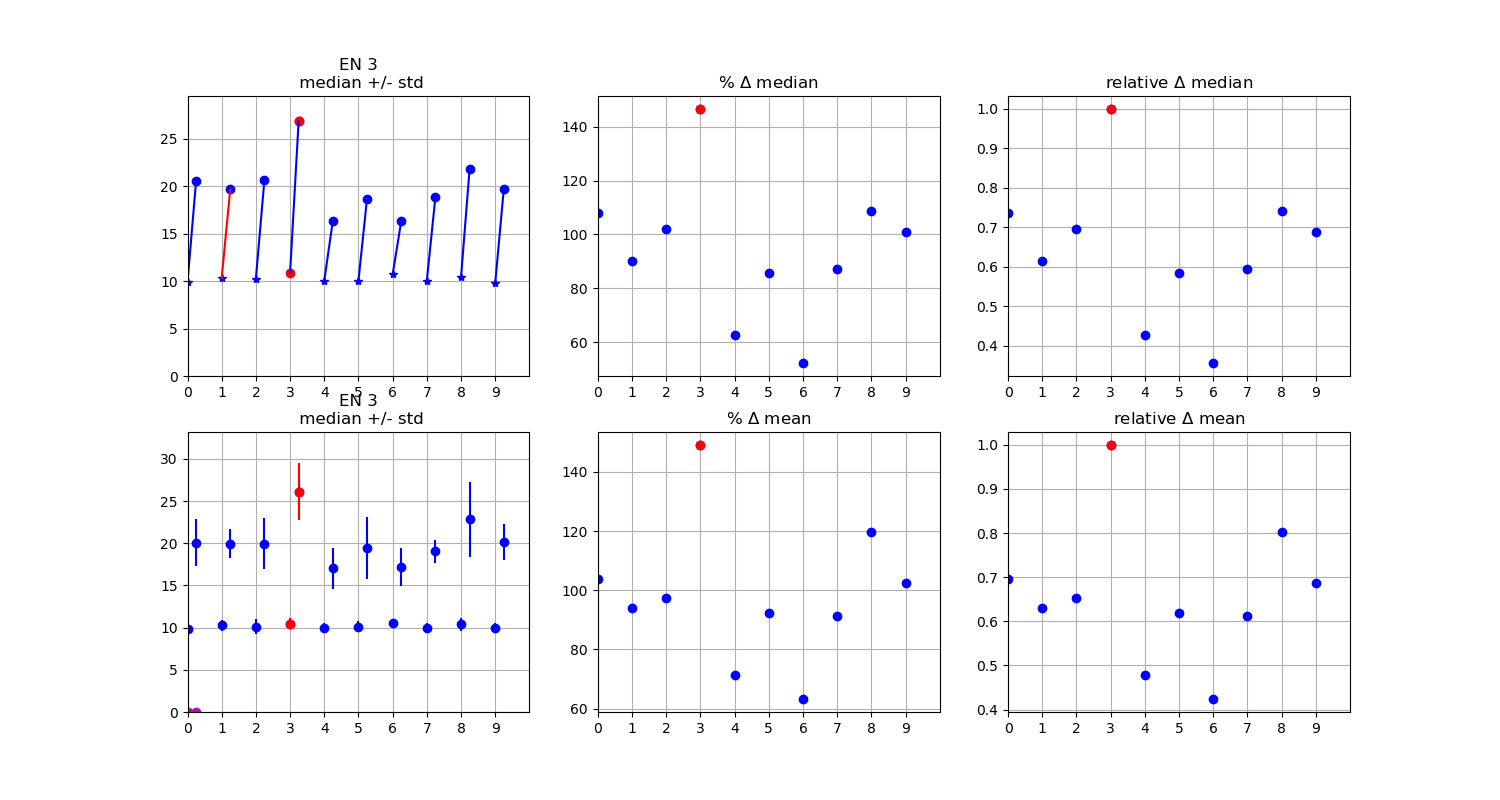 EN 3
median +/- std
% Δ median
relative Δ median
25
20
15
10
5
0
0 1 2 3 4 5 6 7 8 9
140
120
100
80
60
0 1 2 3 4 5 6 7 8 9
1.0
0.9
0.8
0.7
0.6
0.5
0.4
0 1 2 3 4 5 6 7 8 9
EN 3
median +/- std
% Δ mean
relative Δ mean
30
25
20
15
10
5
0
0 1 2 3 4 5 6 7 8 9
140
120
100
80
60
0 1 2 3 4 5 6 7 8 9
1.0
0.9
0.8
0.7
0.6
0.5
0.4
0 1 2 3 4 5 6 7 8 9